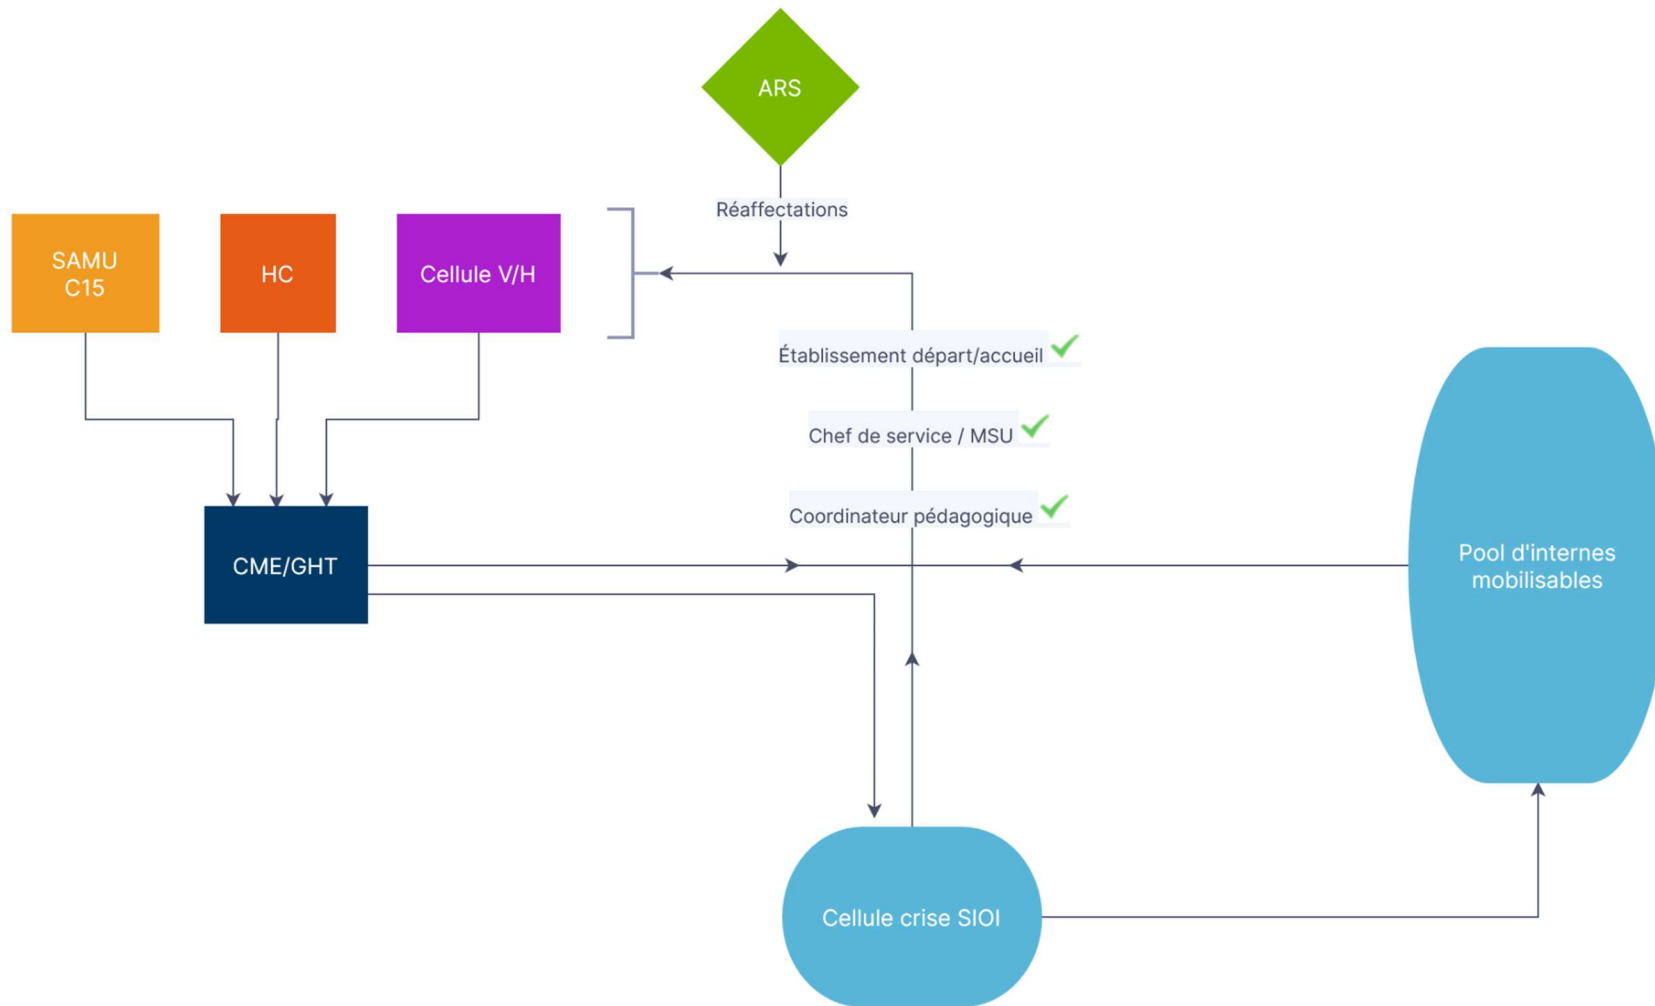 ARS
Réaffectations
SAMU
C15
HC
Cellule V/H
Établissement départ/accueil
Chef de service / MSU
Coordinateur pédagogique
CME/GHT
Pool d'internes
mobilisables
Cellule crise SIOI